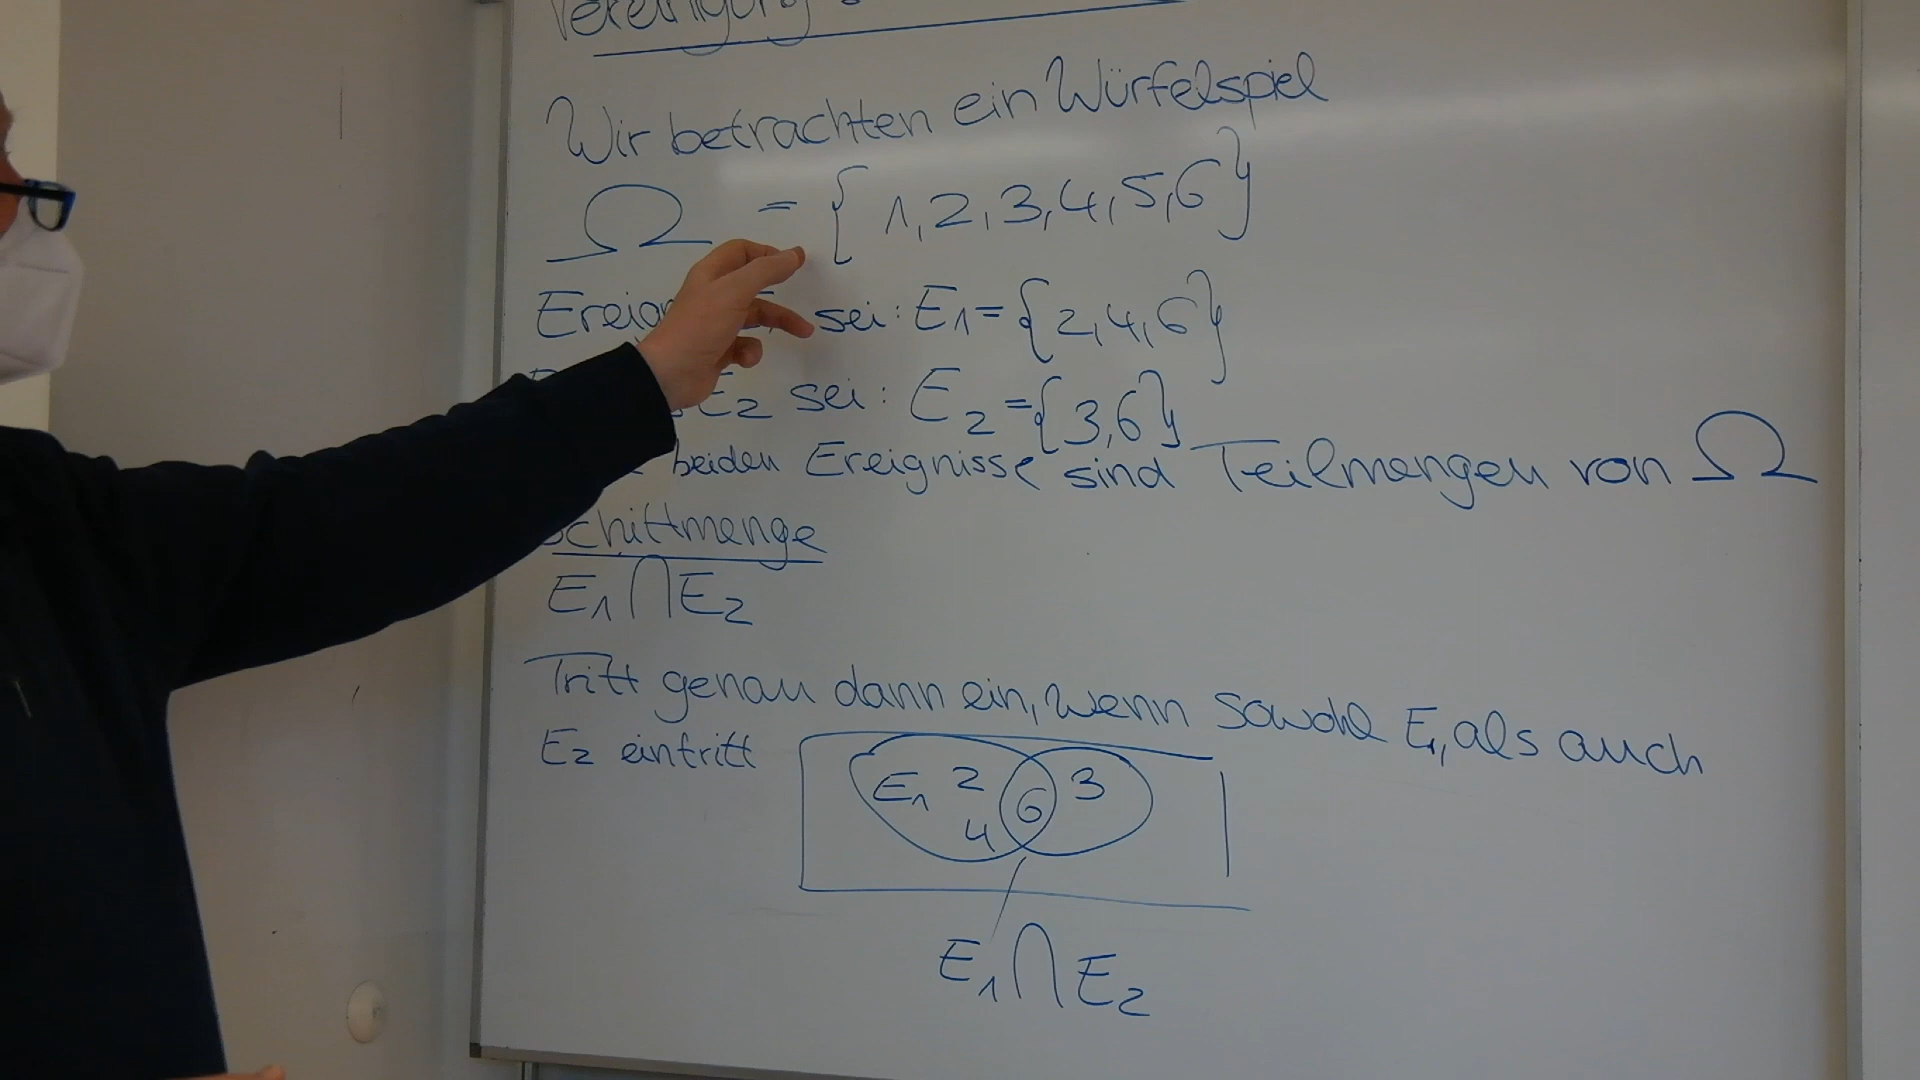 Wir betrachten ein Würfelspiel
Ω = {1,2,3,4,5,6}
sei: E1 = {2,4,6}
E2 sei: E2 = {3,6}
beiden Ereignisse sind Teilmengen von Ω
Schittmenge
E1 ∩ E2
Tritt genau dann ein, wenn sowohl E1, als auch
E2 eintritt
E1 2 6 3
4
E1 ∩ E2